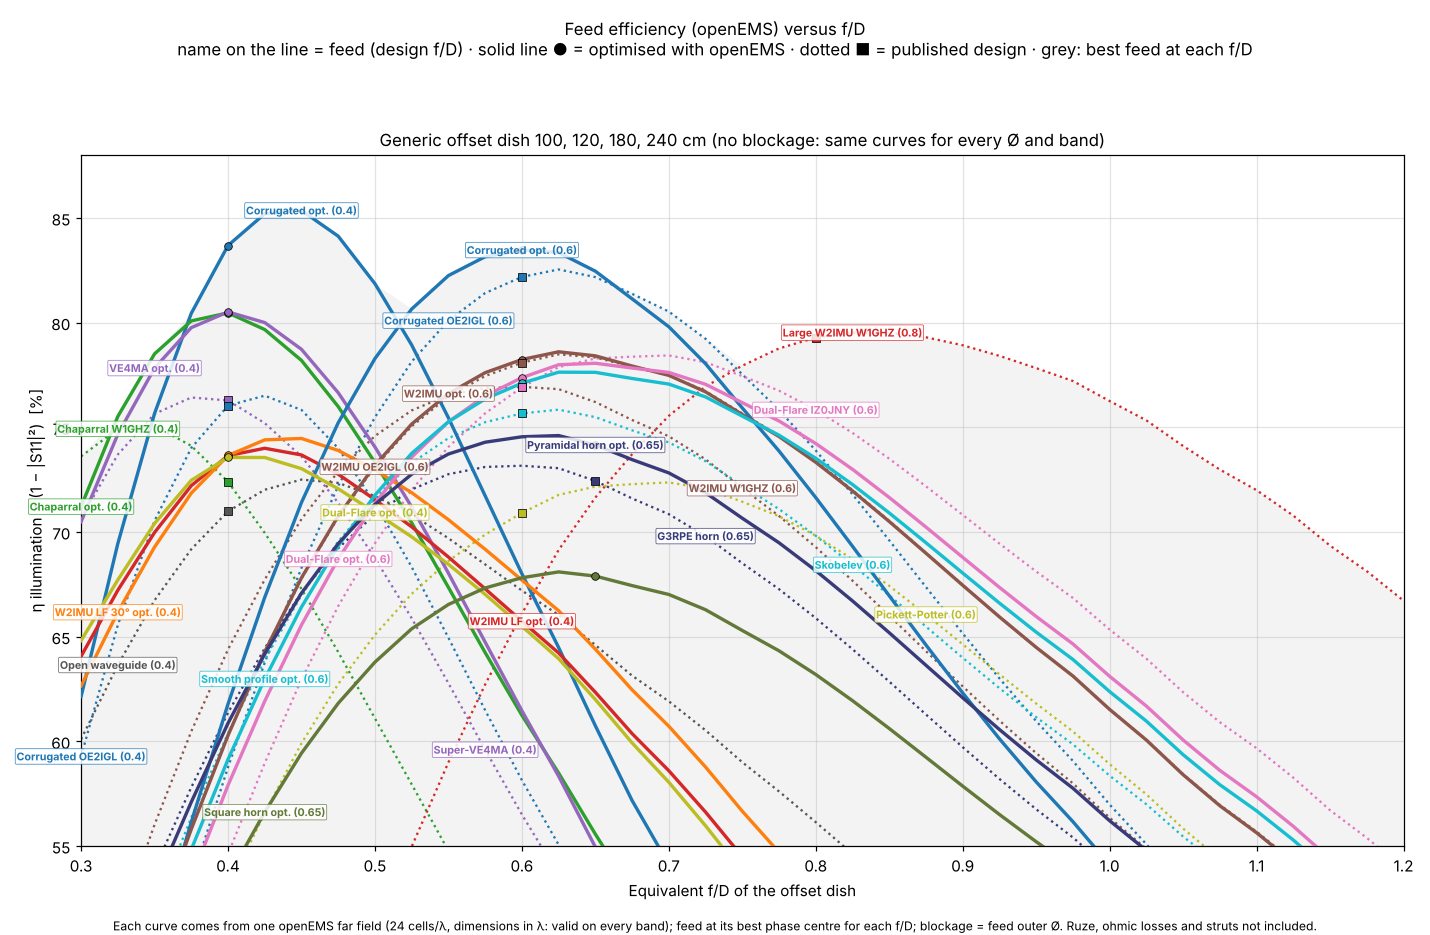 Feed efficiency (openEMS) versus f/D
name on the line = feed (design f/D) · solid line ● = optimised with openEMS · dotted ■ = published design · grey: best feed at each f/D
Generic offset dish 100, 120, 180, 240 cm (no blockage: same curves for every Ø and band)
η illumination (1 − |S11|²) [%]
85
80
75
70
65
60
55
Corrugated opt. (0.4)
Corrugated opt. (0.6)
Corrugated OE2IGL (0.6)
Large W2IMU W1GHZ (0.8)
VE4MA opt. (0.4)
W2IMU opt. (0.6)
Dual-Flare IZ0JNY (0.6)
Chaparral W1GHZ (0.4)
Pyramidal horn opt. (0.65)
W2IMU OE2IGL (0.6)
W2IMU W1GHZ (0.6)
Chaparral opt. (0.4)
Dual-Flare opt. (0.4)
G3RPE horn (0.65)
Dual-Flare opt. (0.6)
Skobelev (0.6)
W2IMU LF 30° opt. (0.4)
W2IMU LF opt. (0.4)
Pickett-Potter (0.6)
Open waveguide (0.4)
Smooth profile opt. (0.6)
Super-VE4MA (0.4)
Corrugated OE2IGL (0.4)
Square horn opt. (0.65)
0.3 0.4 0.5 0.6 0.7 0.8 0.9 1.0 1.1 1.2
Equivalent f/D of the offset dish
Each curve comes from one openEMS far field (24 cells/λ, dimensions in λ: valid on every band); feed at its best phase centre for each f/D; blockage = feed outer Ø. Ruze, ohmic losses and struts not included.